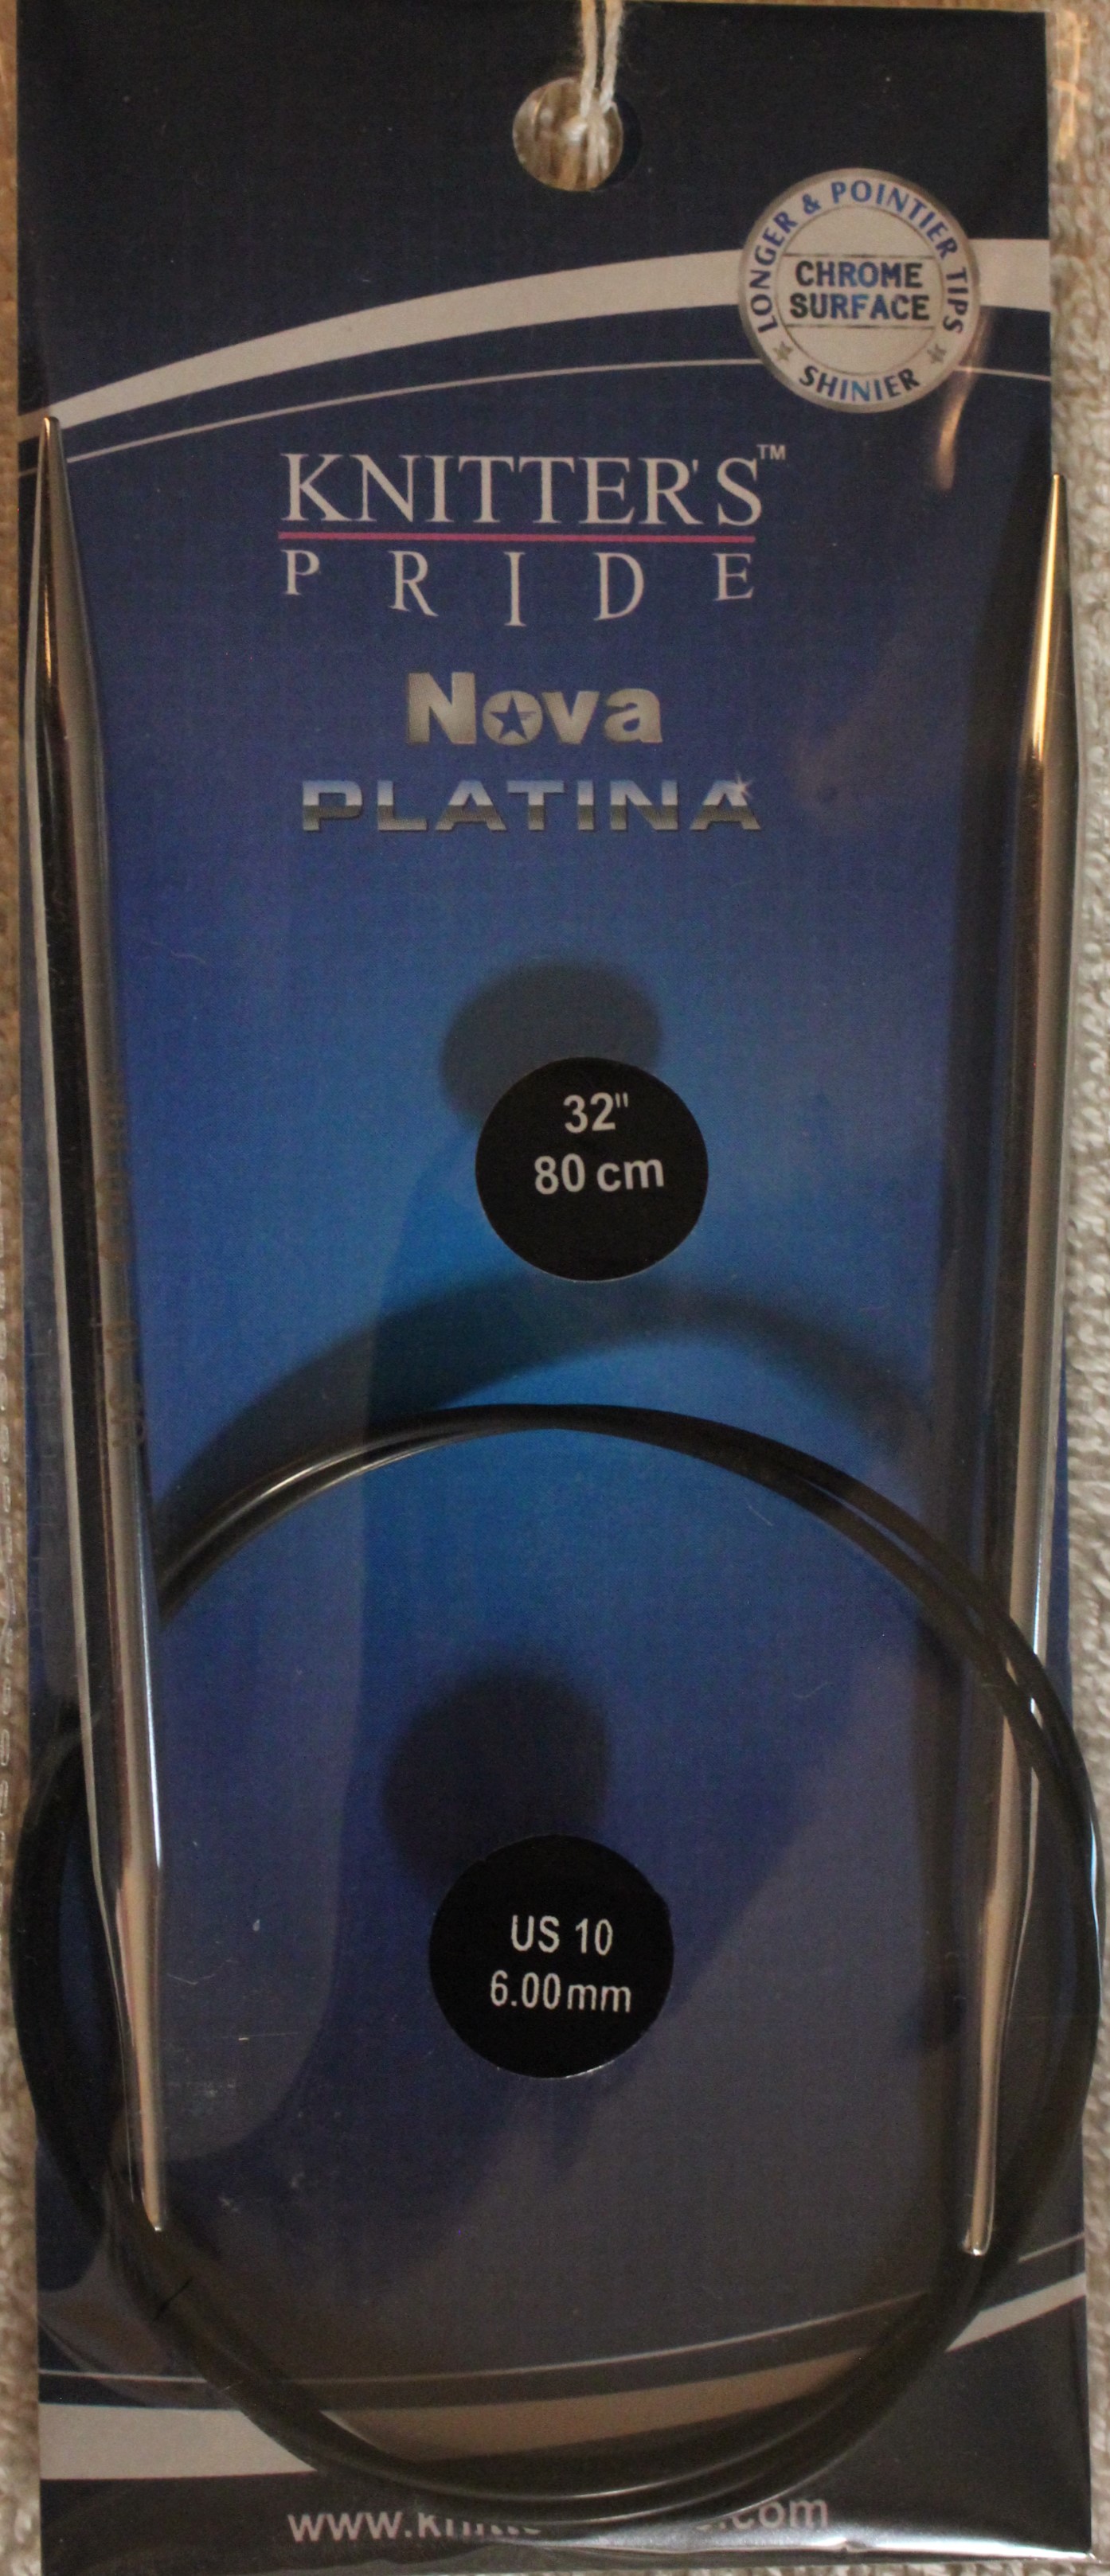 LONGER & POINTIER TIPS
CHROME
SURFACE
SHINIER
KNITTER'S™
PRIDE
Nova
PLATINA
32"
80 cm
US 10
6.00mm